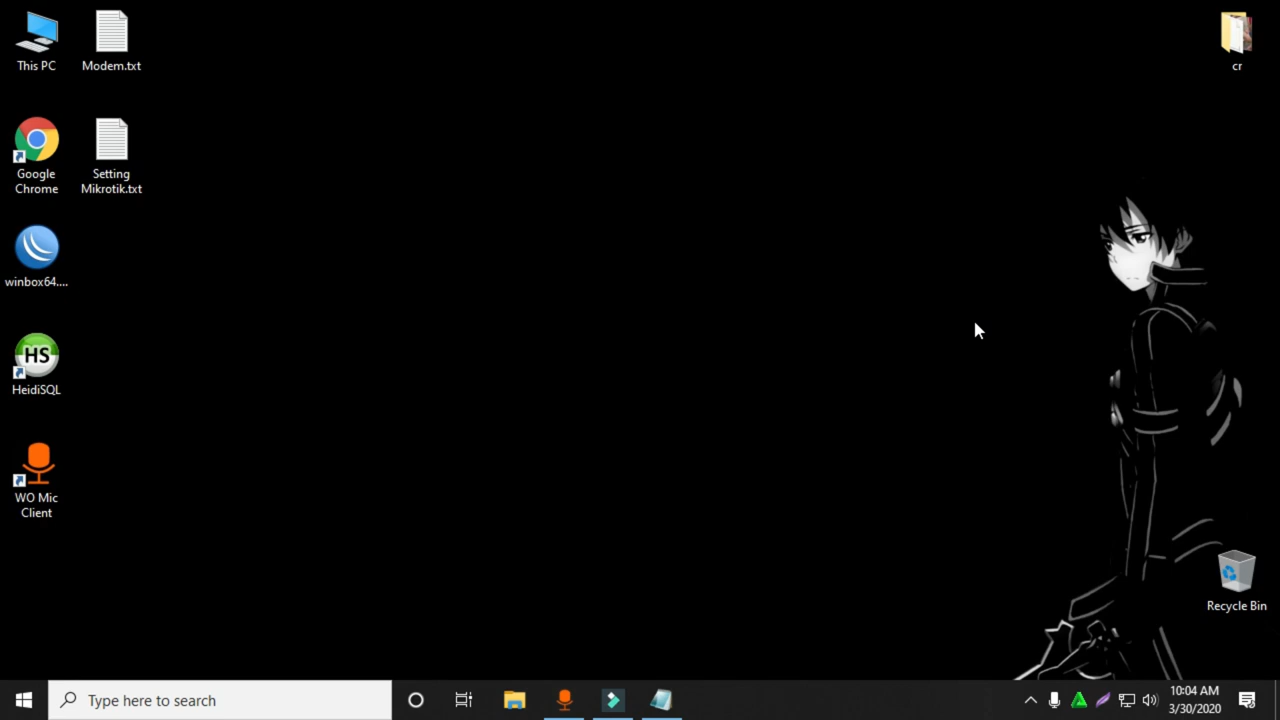 This PC
Modem.txt
cr
Google
Chrome
Setting
Mikrotik.txt
winbox64....
HS
HeidiSQL
WO Mic
Client
Recycle Bin
Type here to search
10:04 AM
3/30/2020